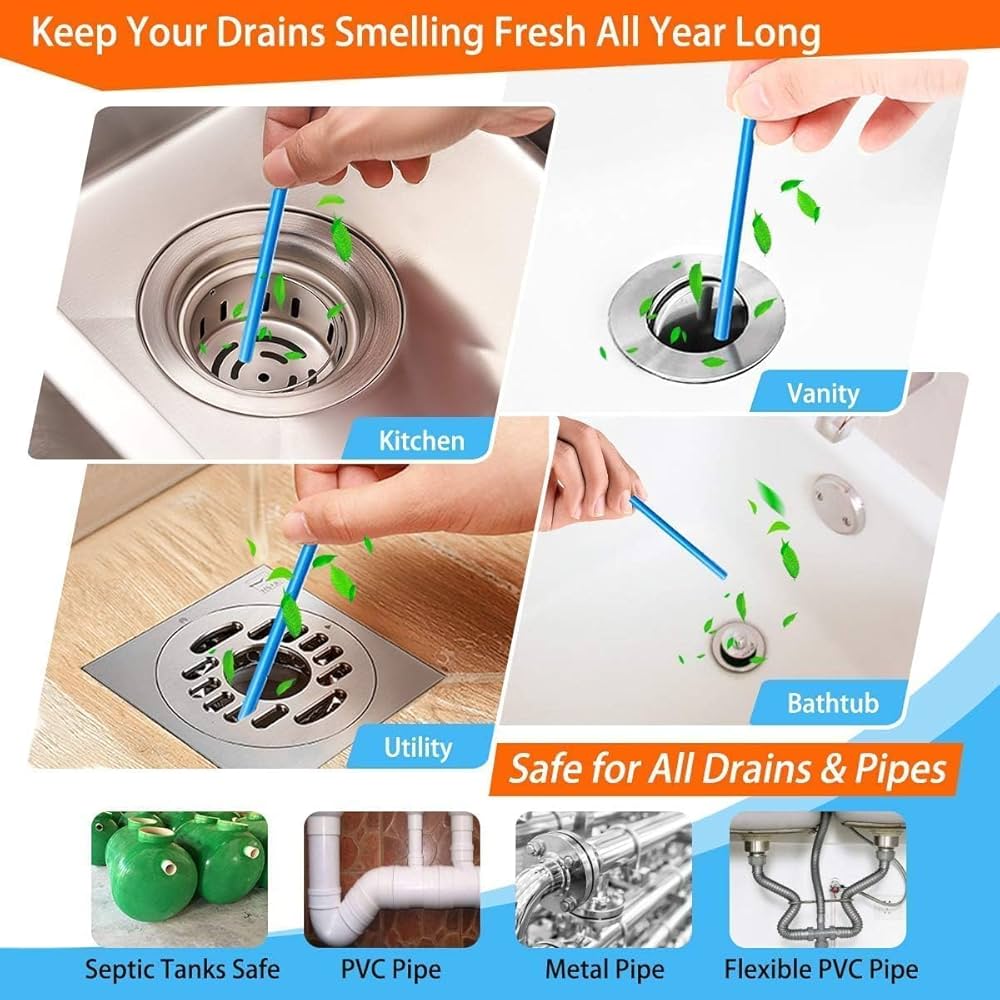 Keep Your Drains Smelling Fresh All Year Long
Kitchen
Vanity
Utility
Bathtub
Safe for All Drains & Pipes
Septic Tanks Safe
PVC Pipe
Metal Pipe
Flexible PVC Pipe